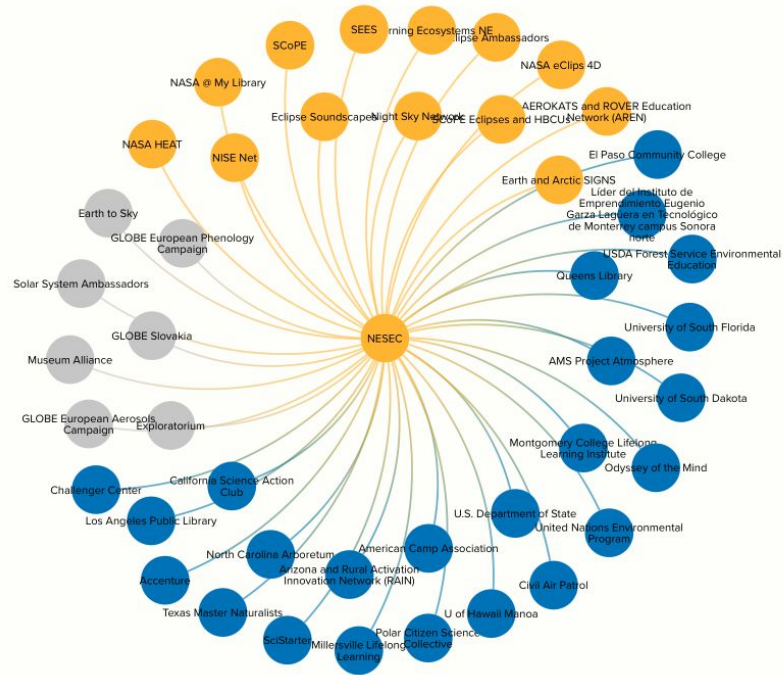 SCoPE
SEES
rning Ecosystems NE
lipse Ambassadors
NASA @ My Library
NASA eClips 4D
Eclipse Soundscapes
Night Sky Network
SCoPE Eclipses and HBCUs
AEROKATS and ROVER Education
Network (AREN)
NASA HEAT
NISE Net
El Paso Community College
Earth and Arctic SIGNS
Earth to Sky
GLOBE European Phenology
Campaign
Líder del Instituto de
Emprendimiento Eugenio
Garza Lagüera en Tecnológico
de Monterrey campus Sonora
norte
USDA Forest Service Environmental
Education
Solar System Ambassadors
Queens Library
GLOBE Slovakia
NESEC
University of South Florida
Museum Alliance
AMS Project Atmosphere
University of South Dakota
GLOBE European Aerosols
Campaign
Exploratorium
Montgomery College Lifelong
Learning Institute
Odyssey of the Mind
Challenger Center
California Science Action
Club
Los Angeles Public Library
U.S. Department of State
United Nations Environmental
Program
North Carolina Arboretum
Arizona and Rural Activation
Innovation Network (RAIN)
American Camp Association
Accenture
Civil Air Patrol
Texas Master Naturalists
U of Hawaii Manoa
SciStarter
Millersville Lifelong
Learning
Polar Citizen Science
Collective